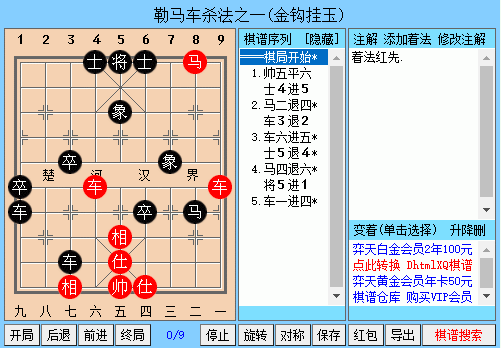 勒马车杀法之一(金钩挂玉)
1 2 3 4 5 6 7 8 9
士 将 士 马
象
卒 象
楚 河 汉 界
卒 车 车
车 卒 马
相
车 仕
相 帅 仕
九 八 七 六 五 四 三 二 一
棋谱序列 [隐藏]
====棋局开始*
1.帅五平六
士4进5
2.马二退四*
车3退2
3.车六进五*
士5退4*
4.马四退六*
将5进1
5.车一进四*
注解 添加着法 修改注解
着法红先.
变着(单击选择) 升降删
弈天白金会员2年100元
点此转换 DhtmlXQ棋谱
弈天黄金会员年卡50元
棋谱仓库 购买VIP会员
开局 后退 前进 终局 0/9 停止 旋转 对称 保存 红包 导出 棋谱搜索